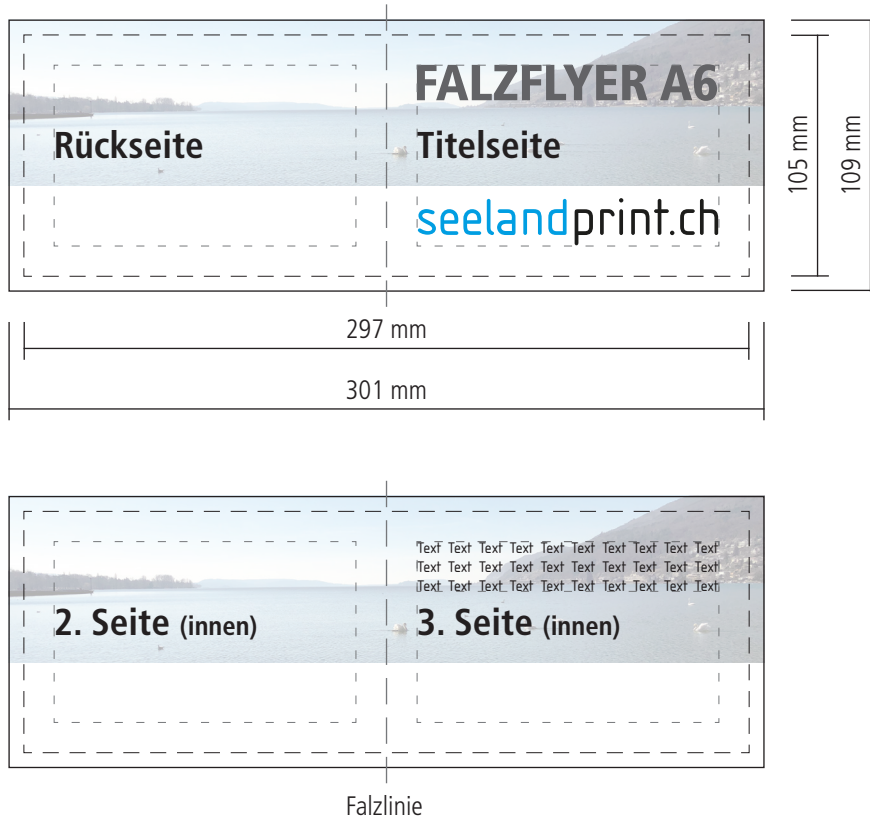 FALZFLYER A6
Rückseite
Titelseite
seelandprint.ch
105 mm
109 mm
297 mm
301 mm
Text Text Text Text Text Text Text Text Text Text
Text Text Text Text Text Text Text Text Text Text
Text Text Text Text Text Text Text Text Text Text
2. Seite (innen)
3. Seite (innen)
Falzlinie